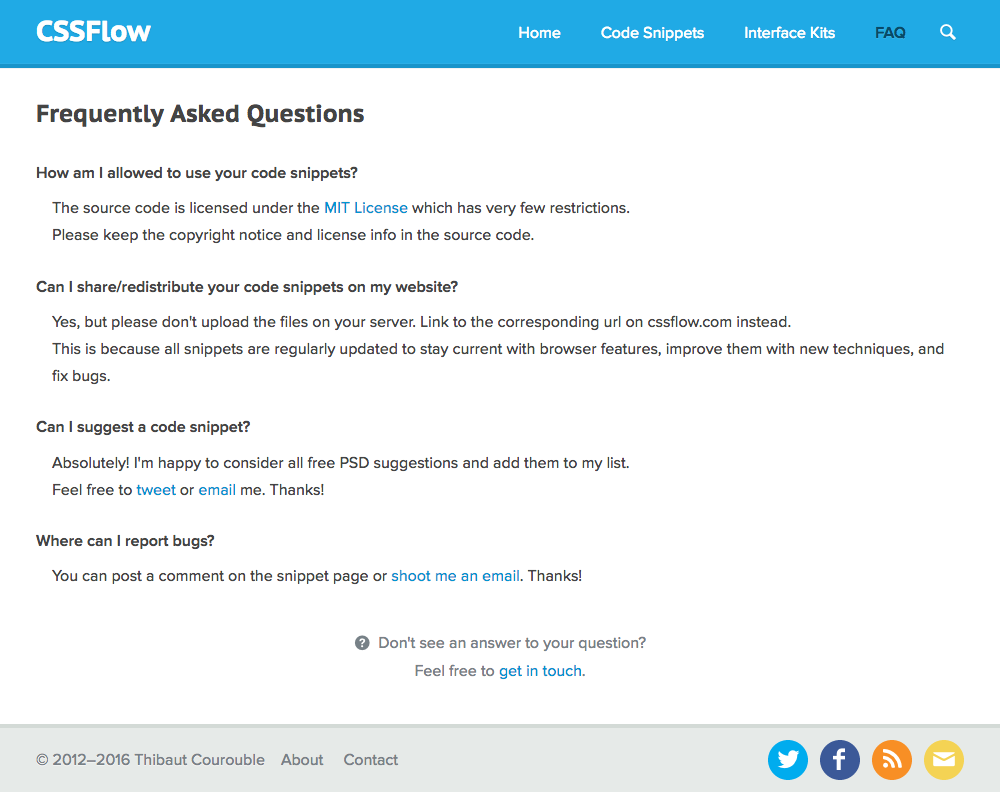 CSSFlow
Home Code Snippets Interface Kits FAQ
Frequently Asked Questions
How am I allowed to use your code snippets?
The source code is licensed under the MIT License which has very few restrictions.
Please keep the copyright notice and license info in the source code.
Can I share/redistribute your code snippets on my website?
Yes, but please don't upload the files on your server. Link to the corresponding url on cssflow.com instead.
This is because all snippets are regularly updated to stay current with browser features, improve them with new techniques, and
fix bugs.
Can I suggest a code snippet?
Absolutely! I'm happy to consider all free PSD suggestions and add them to my list.
Feel free to tweet or email me. Thanks!
Where can I report bugs?
You can post a comment on the snippet page or shoot me an email. Thanks!
? Don't see an answer to your question?
Feel free to get in touch.
© 2012–2016 Thibaut Courouble About Contact